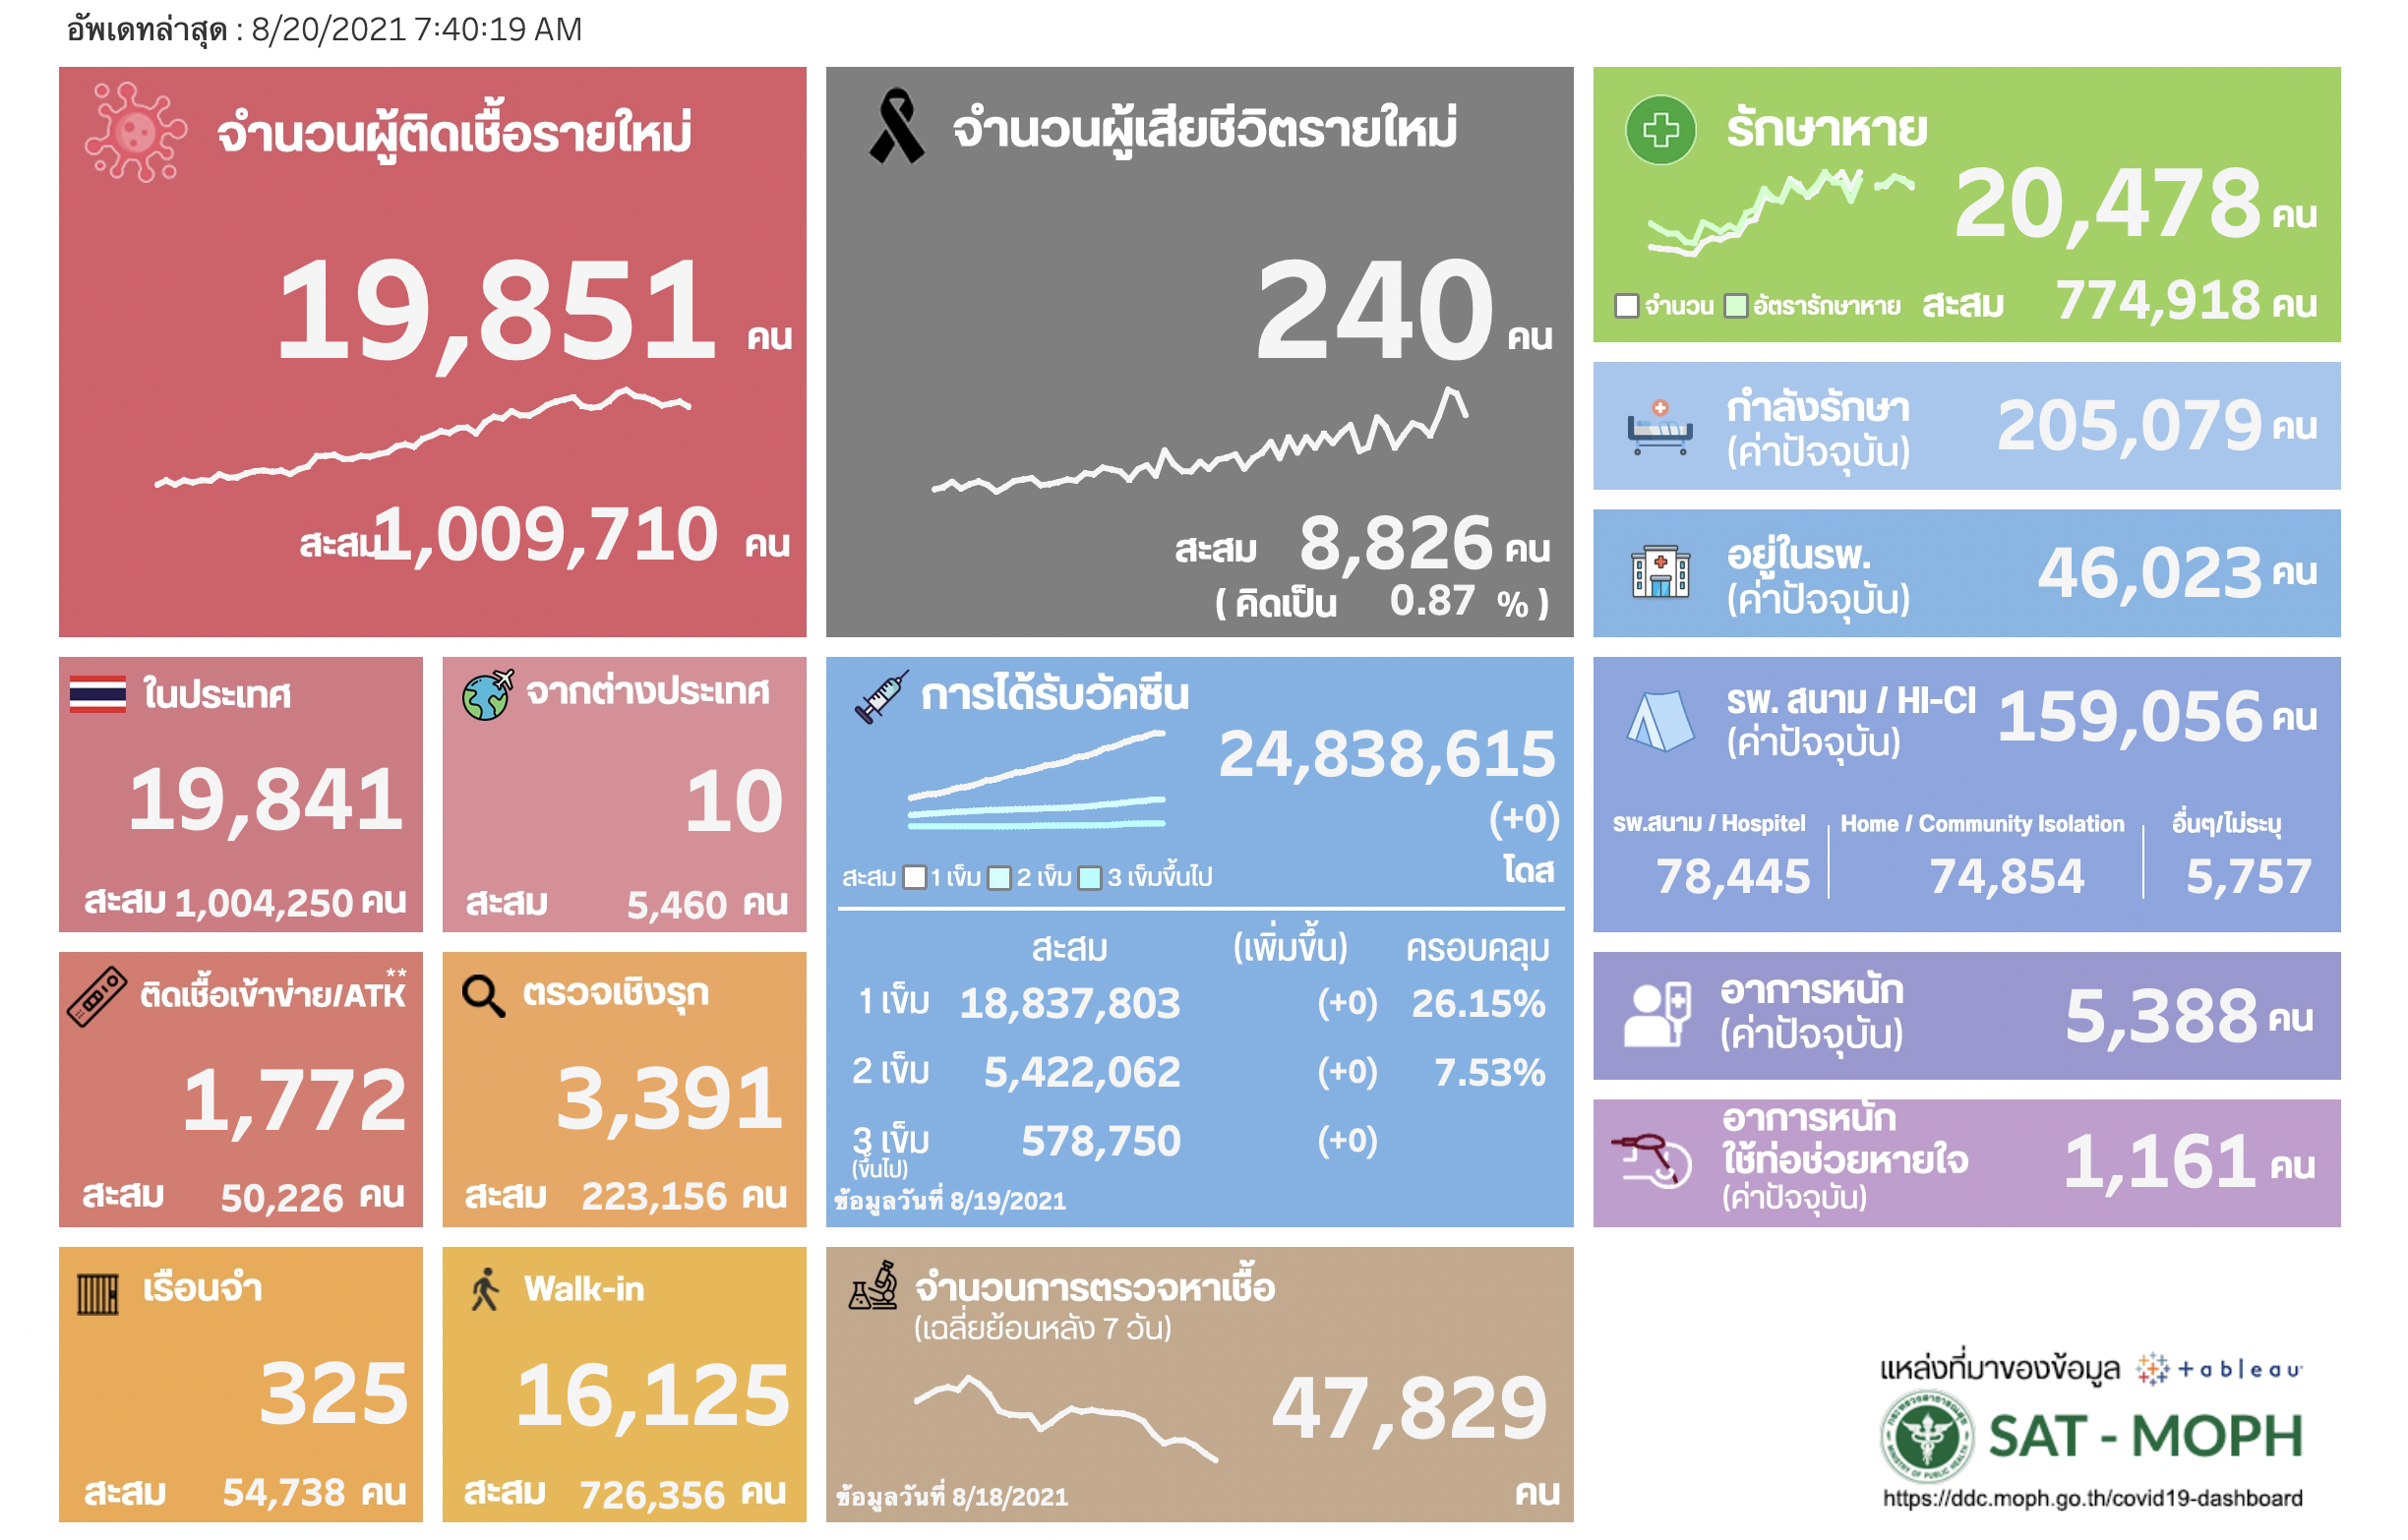 อัพเดทล่าสุด : 8/20/2021 7:40:19 AM
จำนวนผู้ติดเชื้อรายใหม่
19,851 คน
สะสม 1,009,710 คน
จำนวนผู้เสียชีวิตรายใหม่
240 คน
สะสม 8,826 คน
( คิดเป็น 0.87 % )
รักษาหาย
20,478 คน
จำนวน อัตรารักษาหาย สะสม 774,918 คน
กำลังรักษา
(ค่าปัจจุบัน)
205,079 คน
อยู่ในรพ.
(ค่าปัจจุบัน)
46,023 คน
ในประเทศ
19,841
สะสม 1,004,250 คน
จากต่างประเทศ
10
สะสม 5,460 คน
การได้รับวัคซีน
24,838,615
(+0)
โดส
สะสม 1 เข็ม 2 เข็ม 3 เข็มขึ้นไป
สะสม (เพิ่มขึ้น) ครอบคลุม
1 เข็ม 18,837,803 (+0) 26.15%
2 เข็ม 5,422,062 (+0) 7.53%
3 เข็ม 578,750 (+0)
(ขึ้นไป)
ข้อมูลวันที่ 8/19/2021
รพ. สนาม / HI-CI 159,056 คน
(ค่าปัจจุบัน)
รพ.สนาม / Hospitel Home / Community Isolation อื่นๆ/ไม่ระบุ
78,445 74,854 5,757
ติดเชื้อเข้าข่าย/ATK**
1,772
สะสม 50,226 คน
ตรวจเชิงรุก
3,391
สะสม 223,156 คน
อาการหนัก
(ค่าปัจจุบัน)
5,388 คน
อาการหนัก
ใช้ท่อช่วยหายใจ
(ค่าปัจจุบัน)
1,161 คน
เรือนจำ
325
สะสม 54,738 คน
Walk-in
16,125
สะสม 726,356 คน
จำนวนการตรวจหาเชื้อ
(เฉลี่ยย้อนหลัง 7 วัน)
47,829
คน
ข้อมูลวันที่ 8/18/2021
แหล่งที่มาของข้อมูล +ableau
SAT - MOPH
https://ddc.moph.go.th/covid19-dashboard